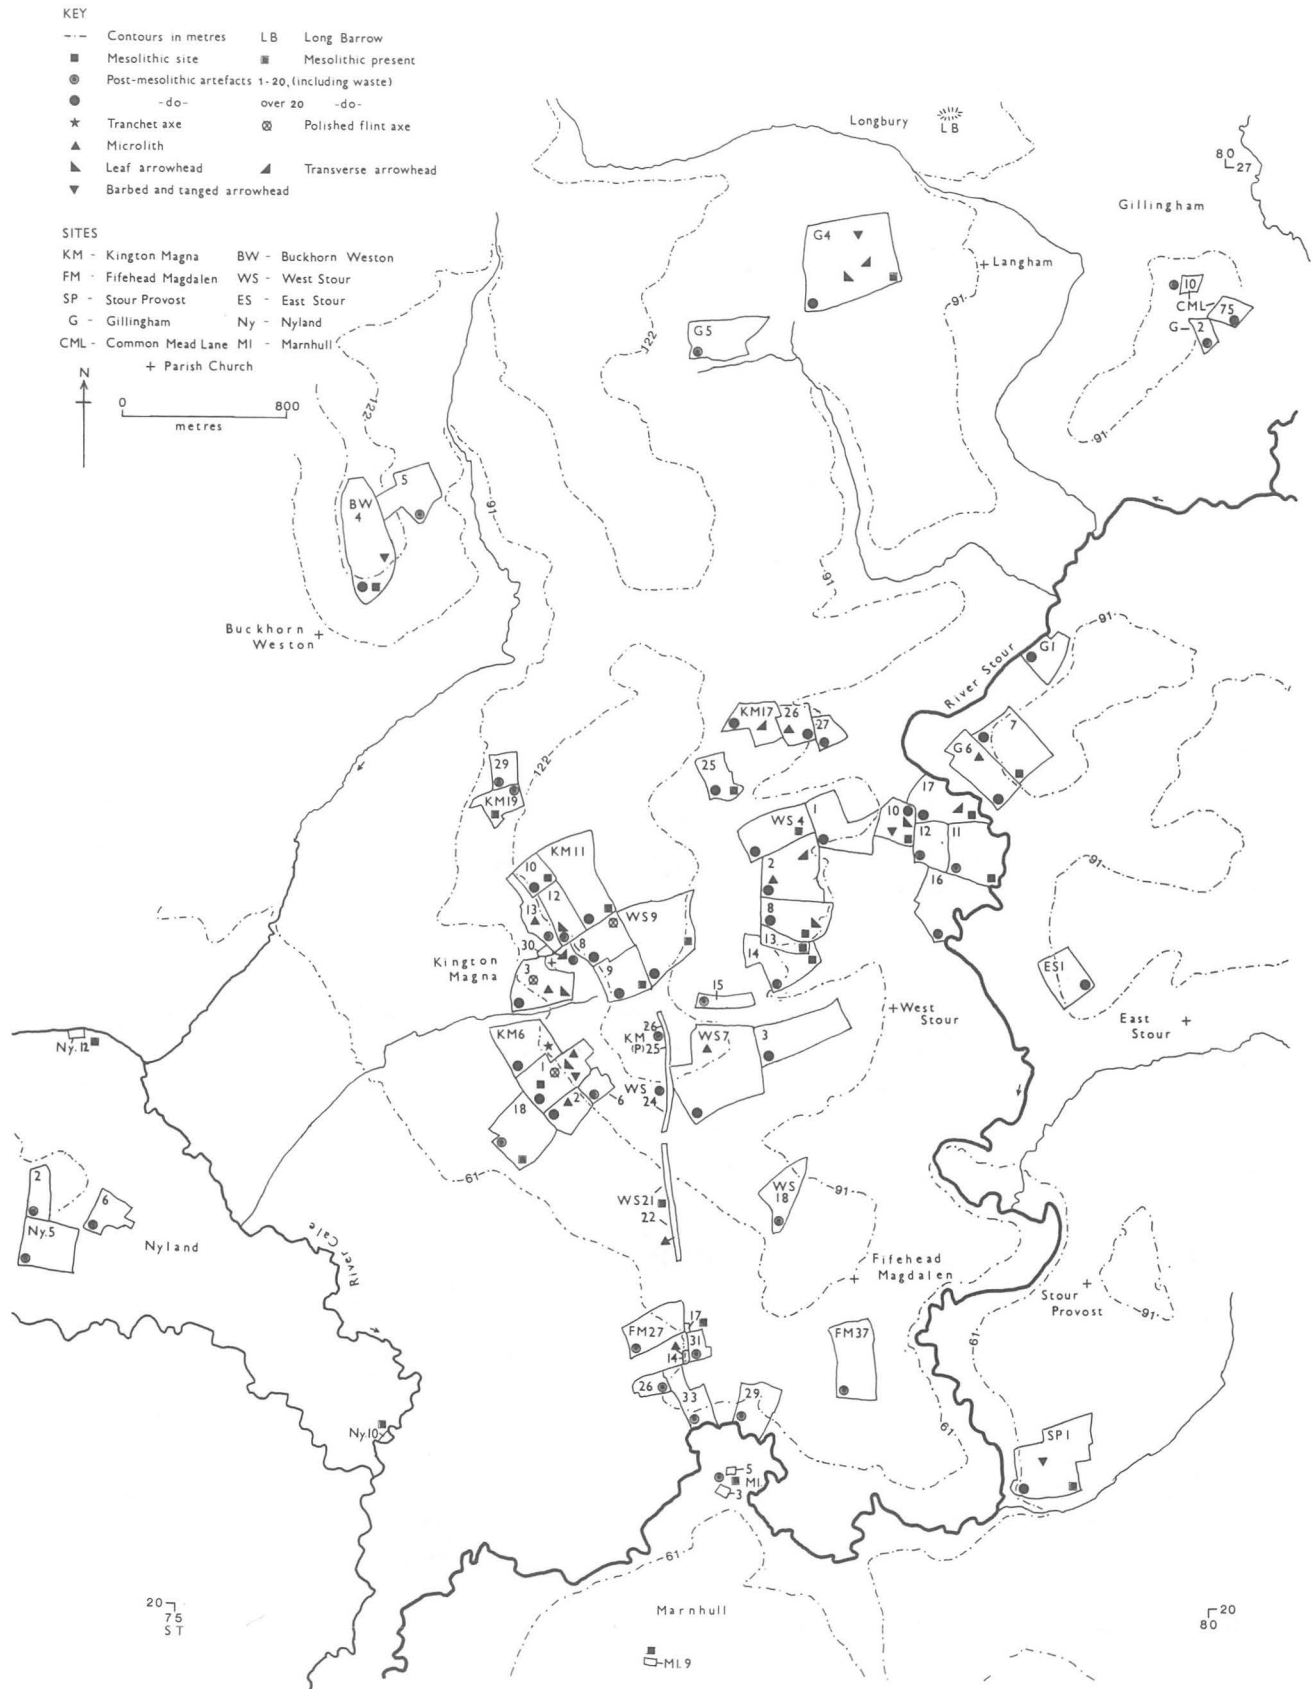 KEY
Contours in metres LB Long Barrow
Mesolithic site Mesolithic present
Post-mesolithic artefacts 1-20, (including waste)
-do- over 20 -do-
Tranchet axe Polished flint axe
Microlith
Leaf arrowhead Transverse arrowhead
Barbed and tanged arrowhead
SITES
KM - Kington Magna BW - Buckhorn Weston
FM - Fifehead Magdalen WS - West Stour
SP - Stour Provost ES - East Stour
G - Gillingham Ny - Nyland
CML - Common Mead Lane MI - Marnhull
+ Parish Church
N
0 800
metres
Longbury
LB
80
27
Gillingham
G4
Langham
91
10
CML
75
G 2
G5
122
122
91
BW
4
5
91
91
Buckhorn
Weston
91
G1
River Stour
KM17 26
27
7
G6
29
KM19
122
25
17
1
WS4
10
12 11
2
16
91
KM11
10
12
13
8
WS9
13
14
30
8
Kington
Magna
3
9
15
ES1
West
Stour
East
Stour
Ny.12
KM6
1
26
KM
(P)25
WS7
3
WS
24
2
6
18
61
2
6
Ny.5
Nyland
WS21
22
WS
18
91
River Cale
Fifehead
Magdalen
Stour
Provost
91
61
17
FM27
31
14
FM37
26
33
29
61
Ny.10
SP1
5
MI.
3
61
20
75
ST
Marnhull
20
80
MI.9